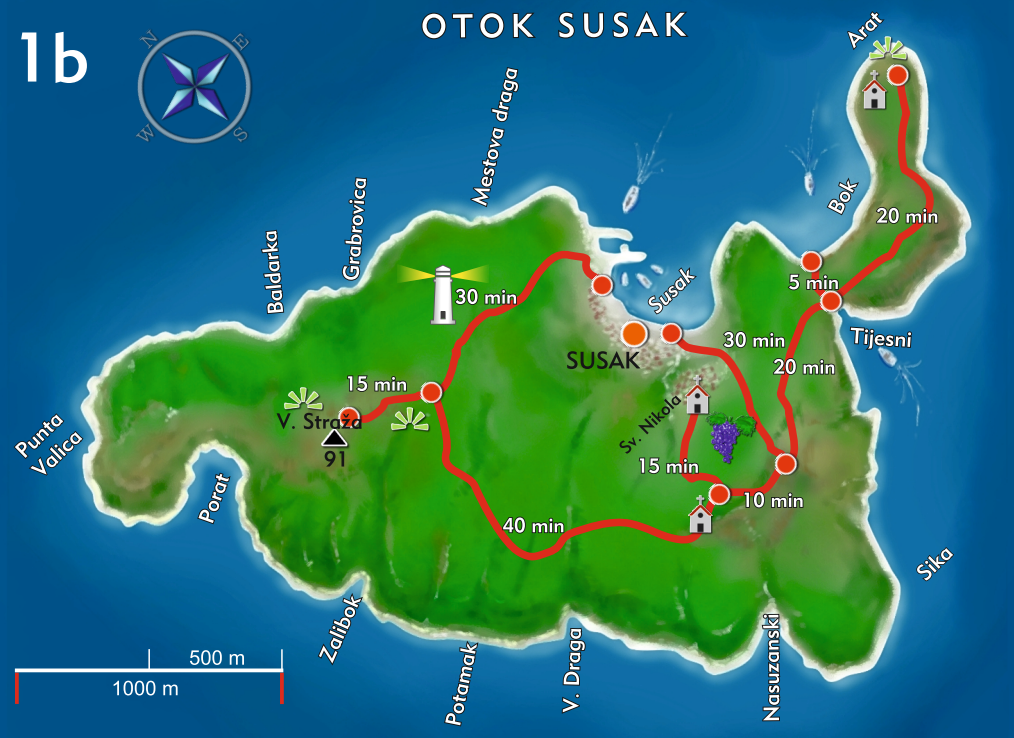 OTOK SUSAK
1b
N
E
W
S
Arat
Mestova draga
Grabrovica
Baldarka
Bok
20 min
5 min
Susak
30 min
Tijesni
30 min
SUSAK
20 min
15 min
V. Straža
91
Sv. Nikola
Punta
Valica
Porat
15 min
10 min
40 min
Sika
Zalibok
Potamak
V. Draga
Nasuzanski
500 m
1000 m